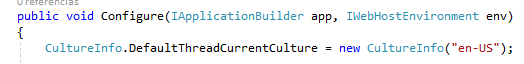 0 referencias
public void Configure(IApplicationBuilder app, IWebHostEnvironment env)
{
CultureInfo.DefaultThreadCurrentCulture = new CultureInfo("en-US");